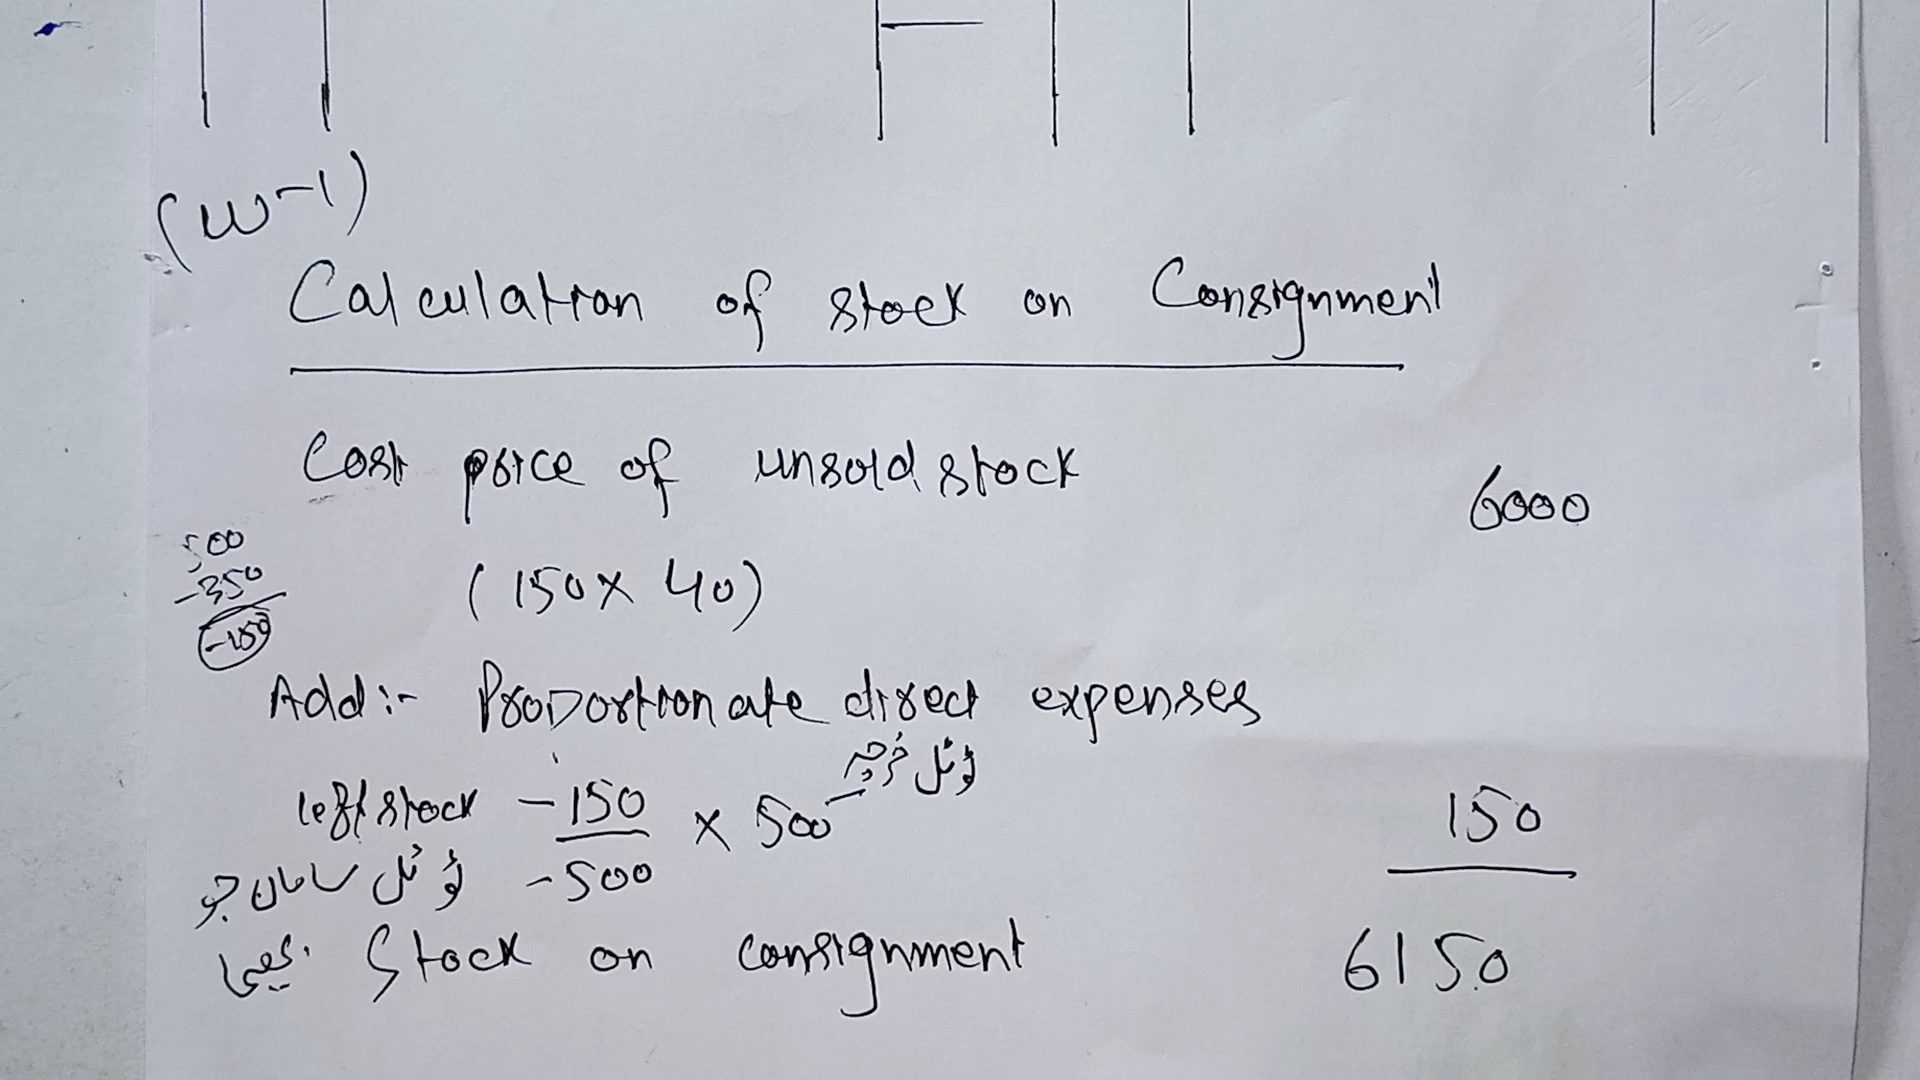 (W-1)
Calculation of stock on Consignment
Cost price of unsold stock 6000
500
-350
-150
(150 x 40)
Add:- Proportionate direct expenses
ٹوٹل خرچہ
left stock - 150 x 500 150
ٹوٹل سامان جو - 500
بھیجا
Stock on consignment 6150